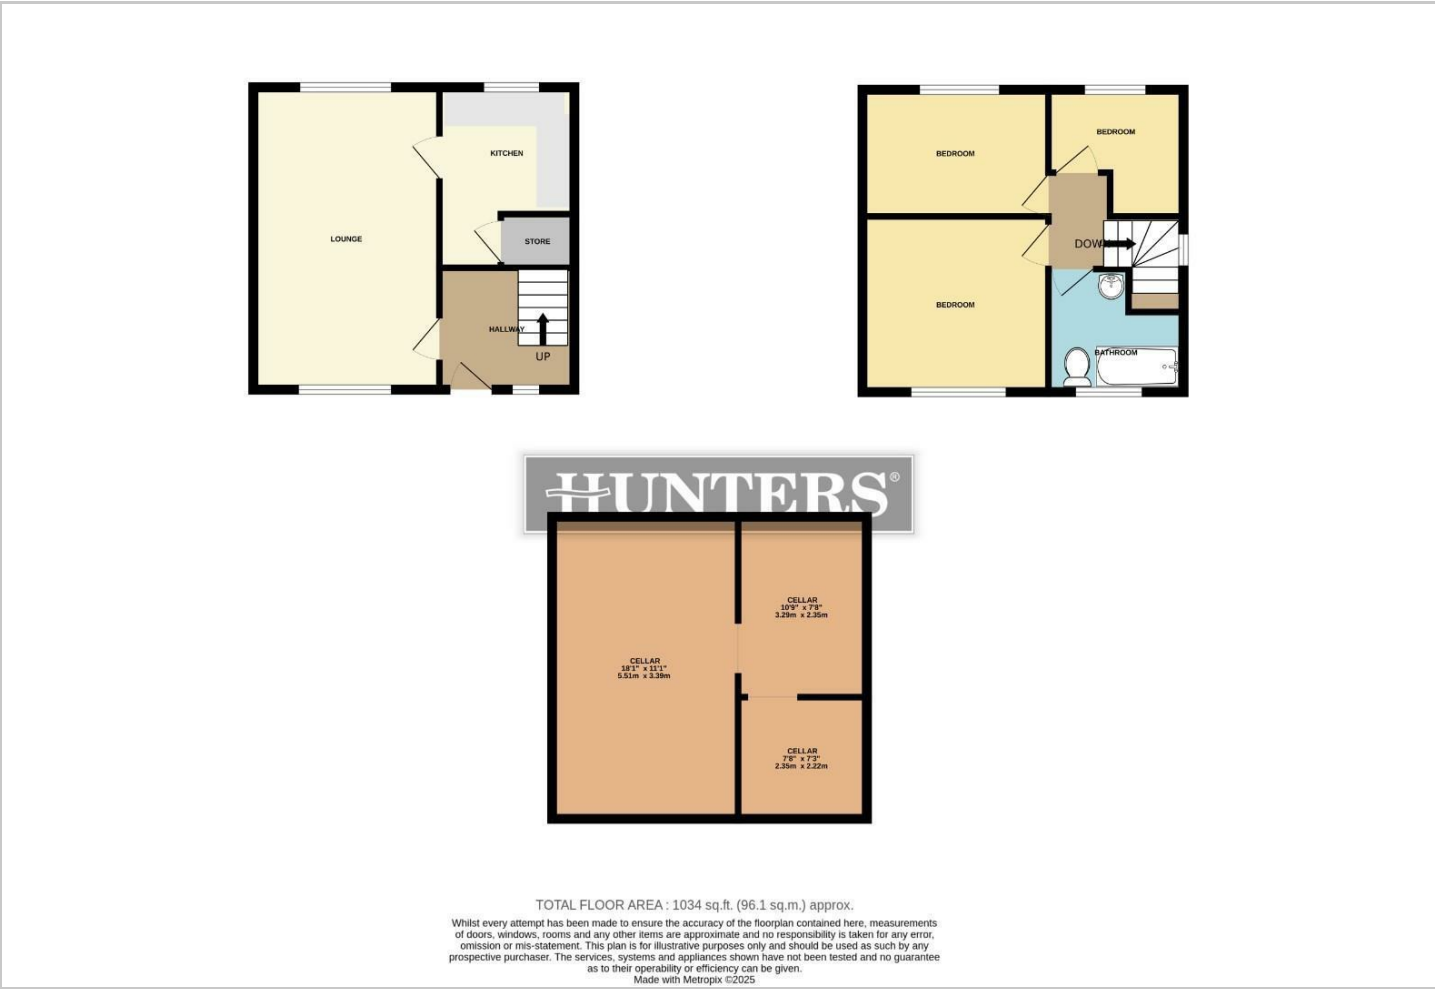 LOUNGE
KITCHEN
STORE
HALLWAY
UP
BEDROOM
BEDROOM
BEDROOM
DOWN
BATHROOM
HUNTERS®
CELLAR
18'1" x 11'1"
5.51m x 3.39m
CELLAR
10'9" x 7'8"
3.29m x 2.35m
CELLAR
7'8" x 7'3"
2.35m x 2.22m
TOTAL FLOOR AREA : 1034 sq.ft. (96.1 sq.m.) approx.
Whilst every attempt has been made to ensure the accuracy of the floorplan contained here, measurements
of doors, windows, rooms and any other items are approximate and no responsibility is taken for any error,
omission or mis-statement. This plan is for illustrative purposes only and should be used as such by any
prospective purchaser. The services, systems and appliances shown have not been tested and no guarantee
as to their operability or efficiency can be given.
Made with Metropix ©2025